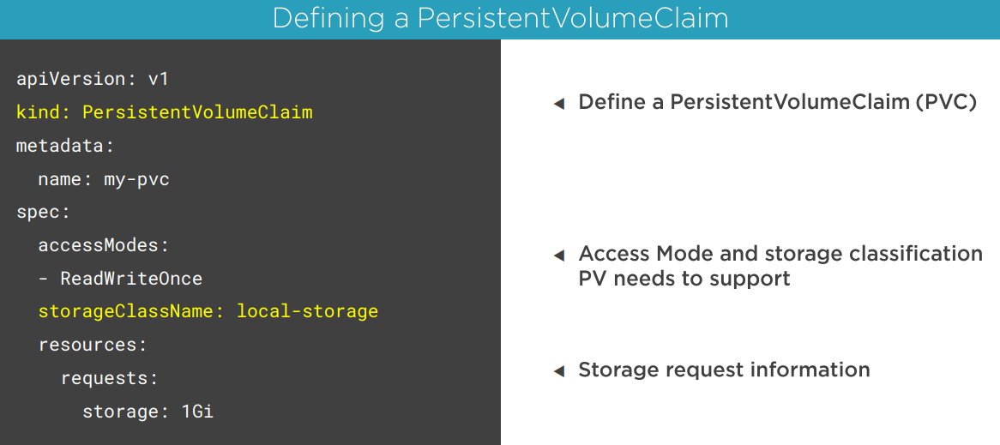 Defining a PersistentVolumeClaim
apiVersion: v1
kind: PersistentVolumeClaim
metadata:
  name: my-pvc
spec:
  accessModes:
  - ReadWriteOnce
  storageClassName: local-storage
  resources:
    requests:
      storage: 1Gi
Define a PersistentVolumeClaim (PVC)
Access Mode and storage classification
PV needs to support
Storage request information